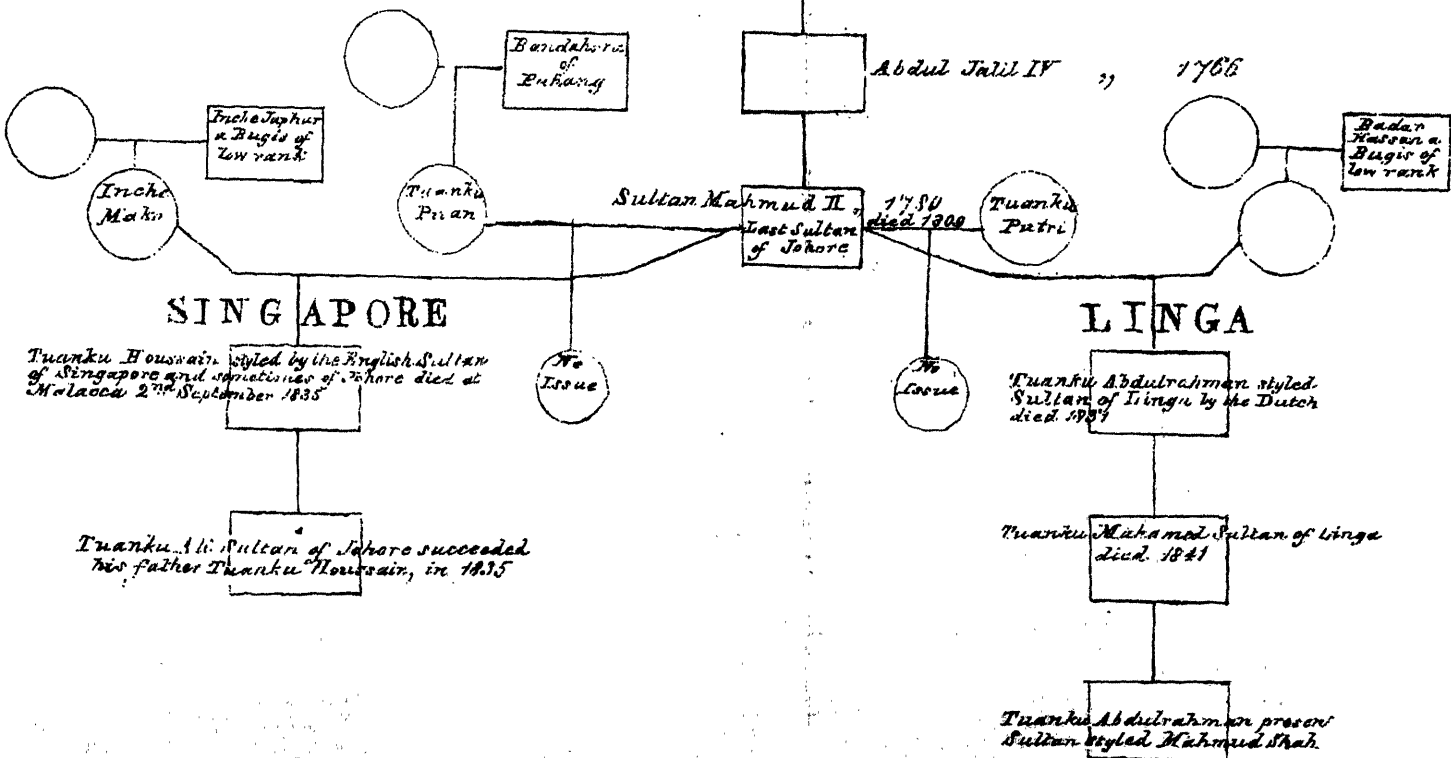 Bandahara
of
Pahang
Abdul Jalil IV „ 1766
Inche Japhur
a Bugis of
low rank
Badar
Hassan a
Bugis of
low rank
Inche
Mako
Tuanku
Puan
Sultan Mahmud II „ 1780
died 1809
Last Sultan
of Johore
Tuanku
Putri
SINGAPORE
LINGA
Tuanku Houssain styled by the English Sultan
of Singapore and sometimes of Johore died at
Malacca 2nd September 1835
No
Issue
No
Issue
Tuanku Abdulrahman styled
Sultan of Linga by the Dutch
died
Tuanku Ali Sultan of Johore succeeded
his father Tuanku Houssain, in 1835
Tuanku Mahamed Sultan of Linga
died 1841
Tuanku Abdulrahman present
Sultan styled Mahmud Shah